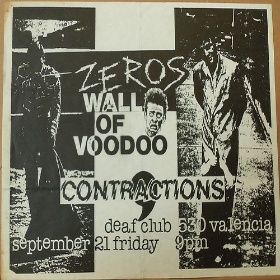 ZEROS
WALL
OF
VOODOO
CONTRACTIONS
deaf club 530 valencia
september 21 friday 9pm